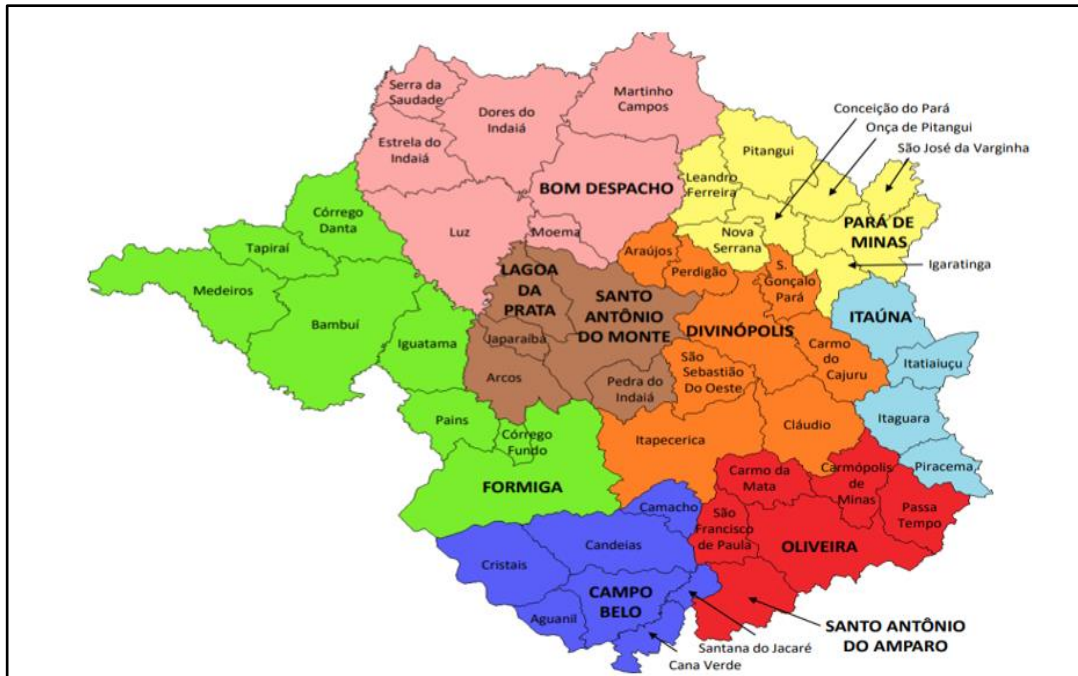 Serra da
Saudade
Dores do
Indaiá
Martinho
Campos
Estrela do
Indaiá
BOM DESPACHO
Luz
Moema
Conceição do Pará
Onça de Pitangui
São José da Varginha
Pitangui
Leandro
Ferreira
Nova
Serrana
PARÁ
DE
MINAS
Igaratinga
Córrego
Danta
Tapiraí
Medeiros
Bambuí
Iguatama
Pains
Córrego
Fundo
FORMIGA
LAGOA
DA
PRATA
SANTO
ANTÔNIO
DO MONTE
Japaraíba
Arcos
Pedra do
Indaiá
Araújos
Perdigão
S.
Gonçalo
Pará
DIVINÓPOLIS
São
Sebastião
Do Oeste
Carmo
do
Cajuru
Itapecerica
Cláudio
ITAÚNA
Itatiaiuçu
Itaguara
Piracema
Carmo da
Mata
Carmópolis
de
Minas
Passa
Tempo
São
Francisco
de Paula
OLIVEIRA
SANTO ANTÔNIO
DO AMPARO
Camacho
Candeias
Cristais
CAMPO
BELO
Aguanil
Santana do Jacaré
Cana Verde